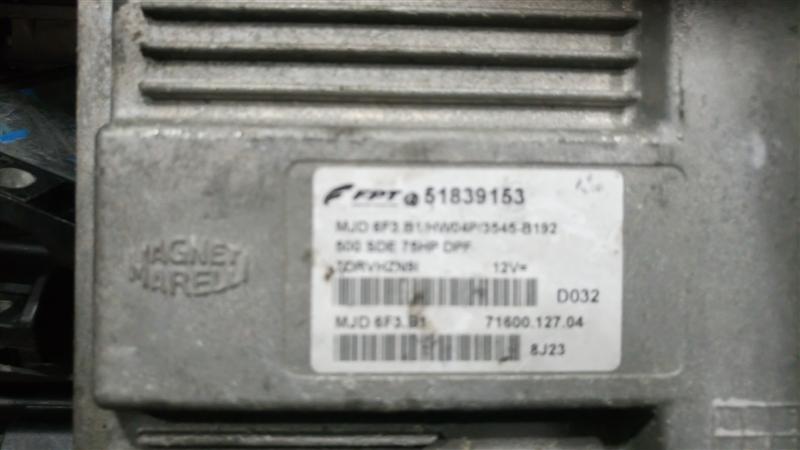 FPT 51839153
MJD 6F3.B1/HW04P/3545-B192
500 SDE 75HP DPF
12V=
D032
MJD 6F3.B1 71600.127.04
8J23
MAGNETI
MARELLI